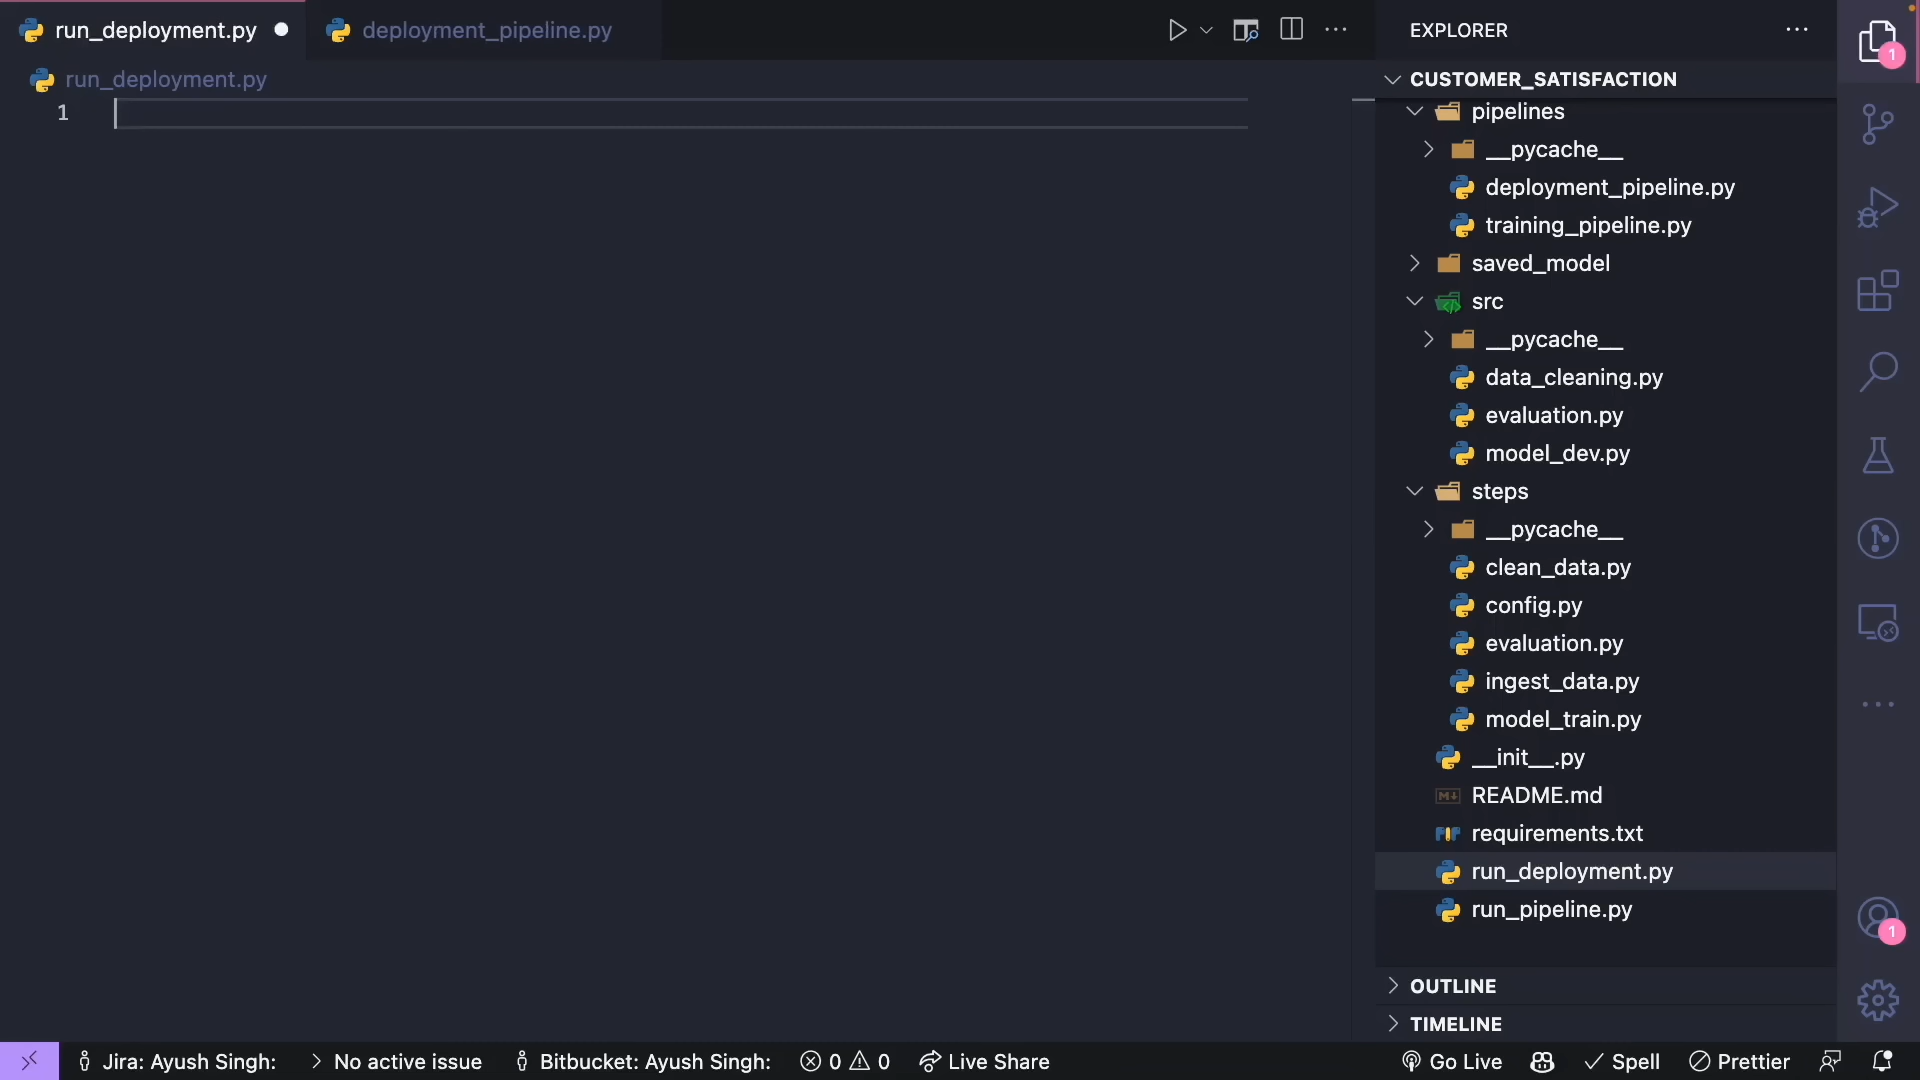 run_deployment.py
deployment_pipeline.py
run_deployment.py
1
EXPLORER
CUSTOMER_SATISFACTION
pipelines
__pycache__
deployment_pipeline.py
training_pipeline.py
saved_model
src
__pycache__
data_cleaning.py
evaluation.py
model_dev.py
steps
__pycache__
clean_data.py
config.py
evaluation.py
ingest_data.py
model_train.py
__init__.py
README.md
requirements.txt
run_deployment.py
run_pipeline.py
OUTLINE
TIMELINE
1
1
Jira: Ayush Singh: No active issue Bitbucket: Ayush Singh: 0 0 Live Share Go Live Spell Prettier